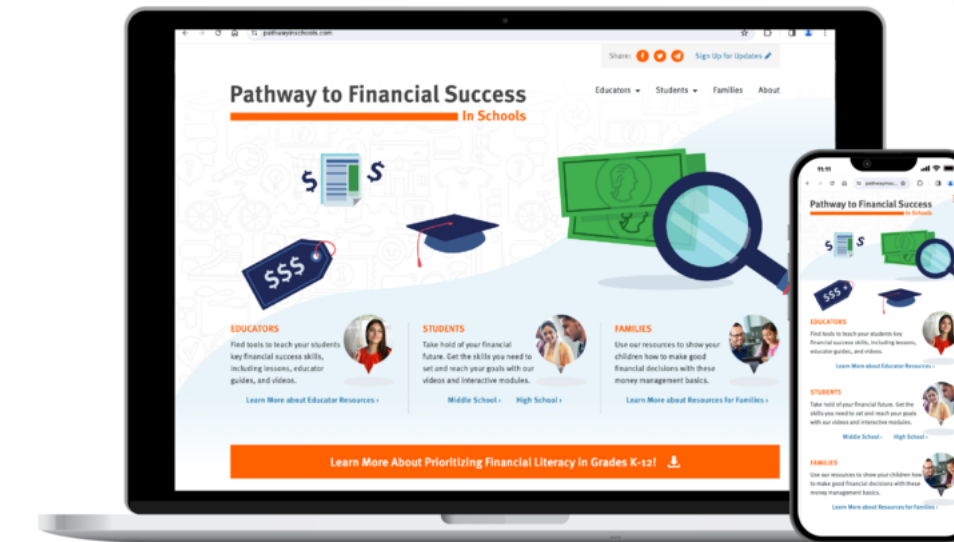 pathwayinschools.com
Share:
Sign Up for Updates
Pathway to Financial Success
In Schools
Educators
Students
Families
About
$
$
$$$
EDUCATORS
Find tools to teach your students
key financial success skills,
including lessons, educator
guides, and videos.
Learn More about Educator Resources ›
STUDENTS
Take hold of your financial
future. Get the skills you need to
set and reach your goals with our
videos and interactive modules.
Middle School ›
High School ›
FAMILIES
Use our resources to show your
children how to make good
financial decisions with these
money management basics.
Learn More about Resources for Families ›
Learn More About Prioritizing Financial Literacy in Grades K-12!
11:11
pathwayinsc...
Pathway to Financial Success
In Schools
$
$
$$$
EDUCATORS
Find tools to teach your students key
financial success skills, including lessons,
educator guides, and videos.
Learn More about Educator Resources ›
STUDENTS
Take hold of your financial future. Get the
skills you need to set and reach your goals
with our videos and interactive modules.
Middle School ›
High School ›
FAMILIES
Use our resources to show your children how
to make good financial decisions with these
money management basics.
Learn More about Resources for Families ›